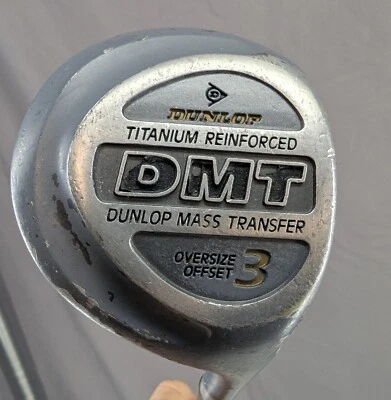 DUNLOP
TITANIUM REINFORCED
DMT
DUNLOP MASS TRANSFER
OVERSIZE
OFFSET 3